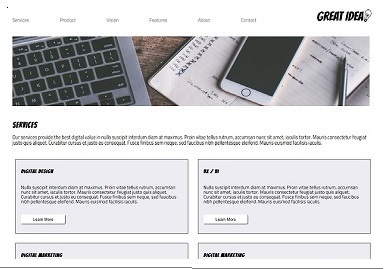 Services Product Union Features About Contact
GREAT IDEA!
SERVICES
Our services provide the best digital value in nulla suscipit interdum diam at maximus. Proin vitae tellus rutrum, accumsan nunc sit amet, iaculis tortor. Mauris consectetur feugiat
justo quis aliquet. Curabitur cursus at justo eu consequat. Fusce finibus sem neque, sed faucibus nibh pellentesque eleifend. Mauris euismod facilisis iaculis.
DIGITAL DESIGN
Nulla suscipit interdum diam at maximus. Proin vitae tellus rutrum, accumsan
nunc sit amet, iaculis tortor. Mauris consectetur feugiat justo quis aliquet.
Curabitur cursus at justo eu consequat. Fusce finibus sem neque, sed faucibus
nibh pellentesque eleifend. Mauris euismod facilisis iaculis.
Learn More
UX / UI
Nulla suscipit interdum diam at maximus. Proin vitae tellus rutrum, accumsan
nunc sit amet, iaculis tortor. Mauris consectetur feugiat justo quis aliquet.
Curabitur cursus at justo eu consequat. Fusce finibus sem neque, sed faucibus
nibh pellentesque eleifend. Mauris euismod facilisis iaculis.
Learn More
DIGITAL MARKETING
DIGITAL MARKETING